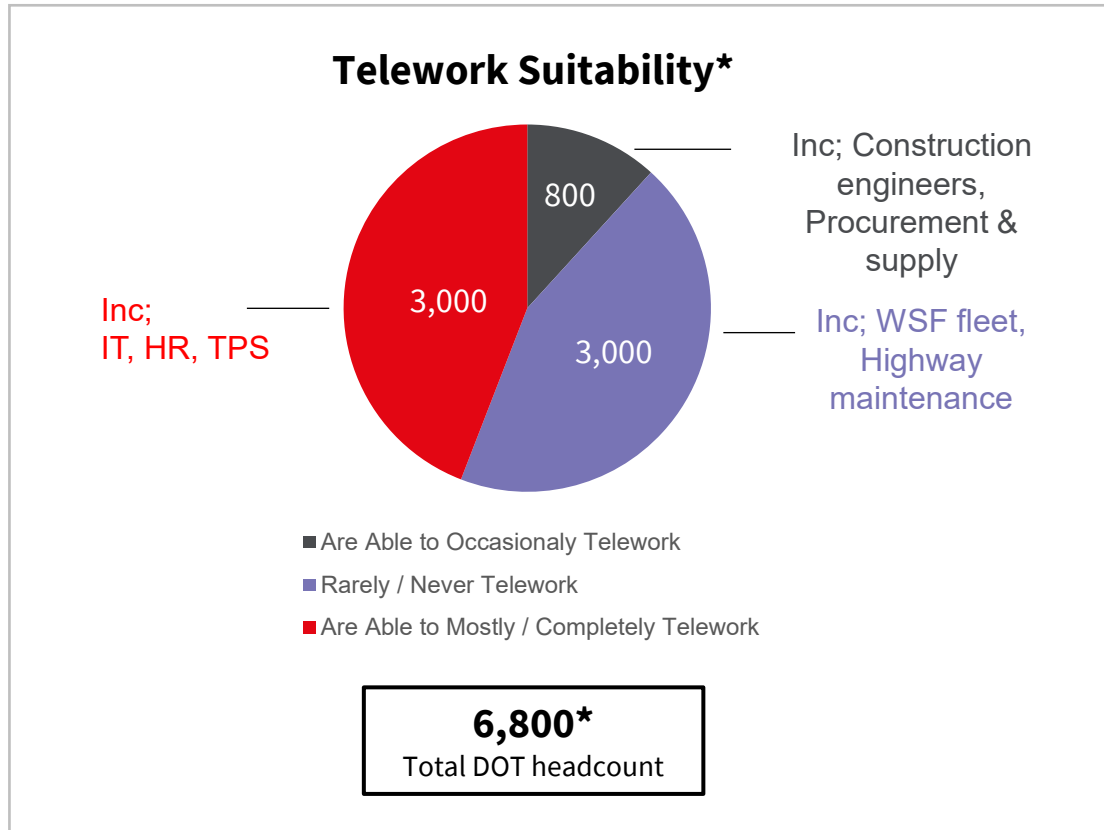 Telework Suitability*
800
Inc; Construction
engineers,
Procurement &
supply
3,000
Inc;
IT, HR, TPS
3,000
Inc; WSF fleet,
Highway
maintenance
Are Able to Occasionaly Telework
Rarely / Never Telework
Are Able to Mostly / Completely Telework
6,800*
Total DOT headcount